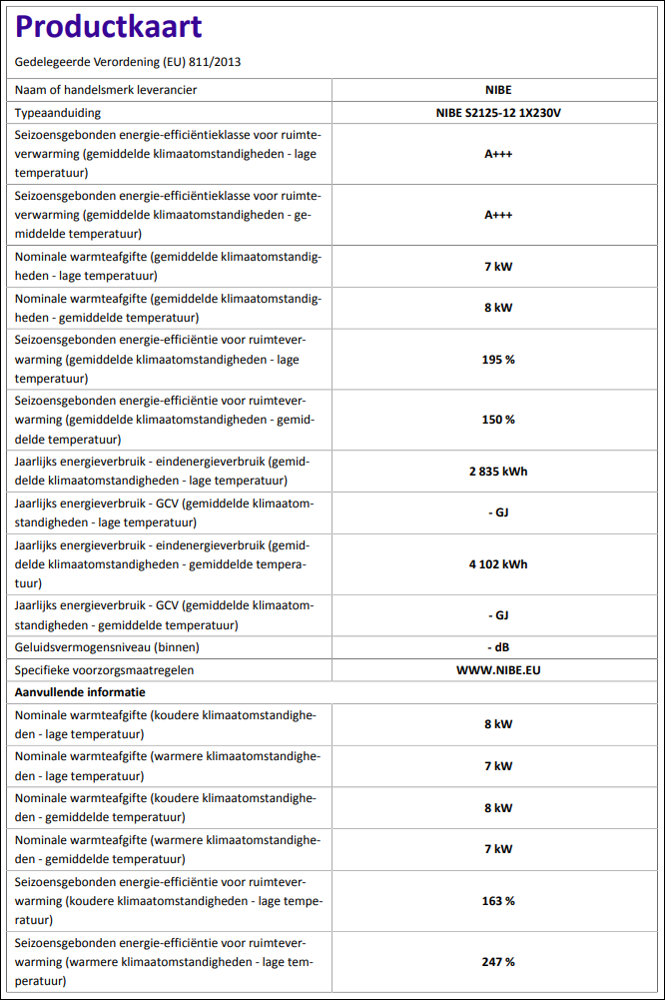 Productkaart
Gedelegeerde Verordening (EU) 811/2013
Naam of handelsmerk leverancier
NIBE
Typeaanduiding
NIBE S2125-12 1X230V
Seizoensgebonden energie-efficiëntieklasse voor ruimte-
verwarming (gemiddelde klimaatomstandigheden - lage
temperatuur)
A+++
Seizoensgebonden energie-efficiëntieklasse voor ruimte-
verwarming (gemiddelde klimaatomstandigheden - ge-
middelde temperatuur)
A+++
Nominale warmteafgifte (gemiddelde klimaatomstandig-
heden - lage temperatuur)
7 kW
Nominale warmteafgifte (gemiddelde klimaatomstandig-
heden - gemiddelde temperatuur)
8 kW
Seizoensgebonden energie-efficiëntie voor ruimtever-
warming (gemiddelde klimaatomstandigheden - lage
temperatuur)
195 %
Seizoensgebonden energie-efficiëntie voor ruimtever-
warming (gemiddelde klimaatomstandigheden - gemid-
delde temperatuur)
150 %
Jaarlijks energieverbruik - eindenergieverbruik (gemid-
delde klimaatomstandigheden - lage temperatuur)
2 835 kWh
Jaarlijks energieverbruik - GCV (gemiddelde klimaatom-
standigheden - lage temperatuur)
- GJ
Jaarlijks energieverbruik - eindenergieverbruik (gemid-
delde klimaatomstandigheden - gemiddelde tempera-
tuur)
4 102 kWh
Jaarlijks energieverbruik - GCV (gemiddelde klimaatom-
standigheden - gemiddelde temperatuur)
- GJ
Geluidsvermogensniveau (binnen)
- dB
Specifieke voorzorgsmaatregelen
WWW.NIBE.EU
Aanvullende informatie
Nominale warmteafgifte (koudere klimaatomstandighe-
den - lage temperatuur)
8 kW
Nominale warmteafgifte (warmere klimaatomstandighe-
den - lage temperatuur)
7 kW
Nominale warmteafgifte (koudere klimaatomstandighe-
den - gemiddelde temperatuur)
8 kW
Nominale warmteafgifte (warmere klimaatomstandighe-
den - gemiddelde temperatuur)
7 kW
Seizoensgebonden energie-efficiëntie voor ruimtever-
warming (koudere klimaatomstandigheden - lage tempe-
ratuur)
163 %
Seizoensgebonden energie-efficiëntie voor ruimtever-
warming (warmere klimaatomstandigheden - lage tem-
peratuur)
247 %